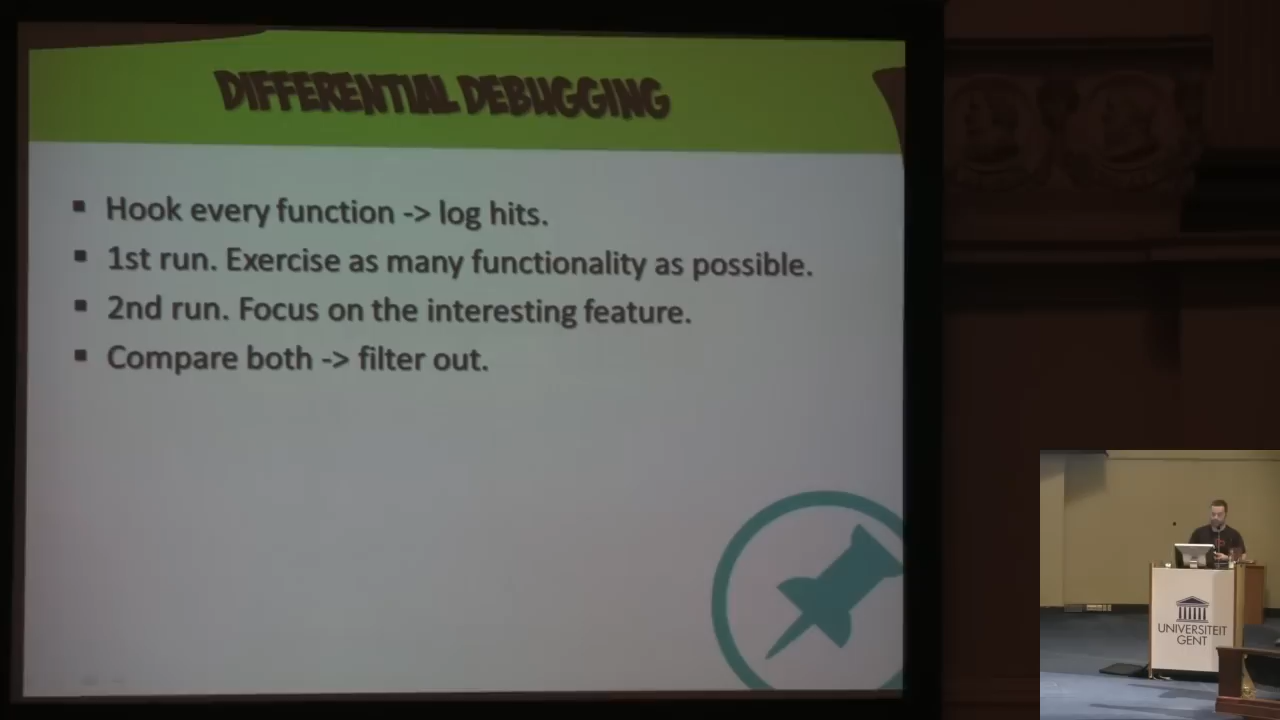 DIFFERENTIAL DEBUGGING
▪ Hook every function -> log hits.
▪ 1st run. Exercise as many functionality as possible.
▪ 2nd run. Focus on the interesting feature.
▪ Compare both -> filter out.
UNIVERSITEIT
GENT